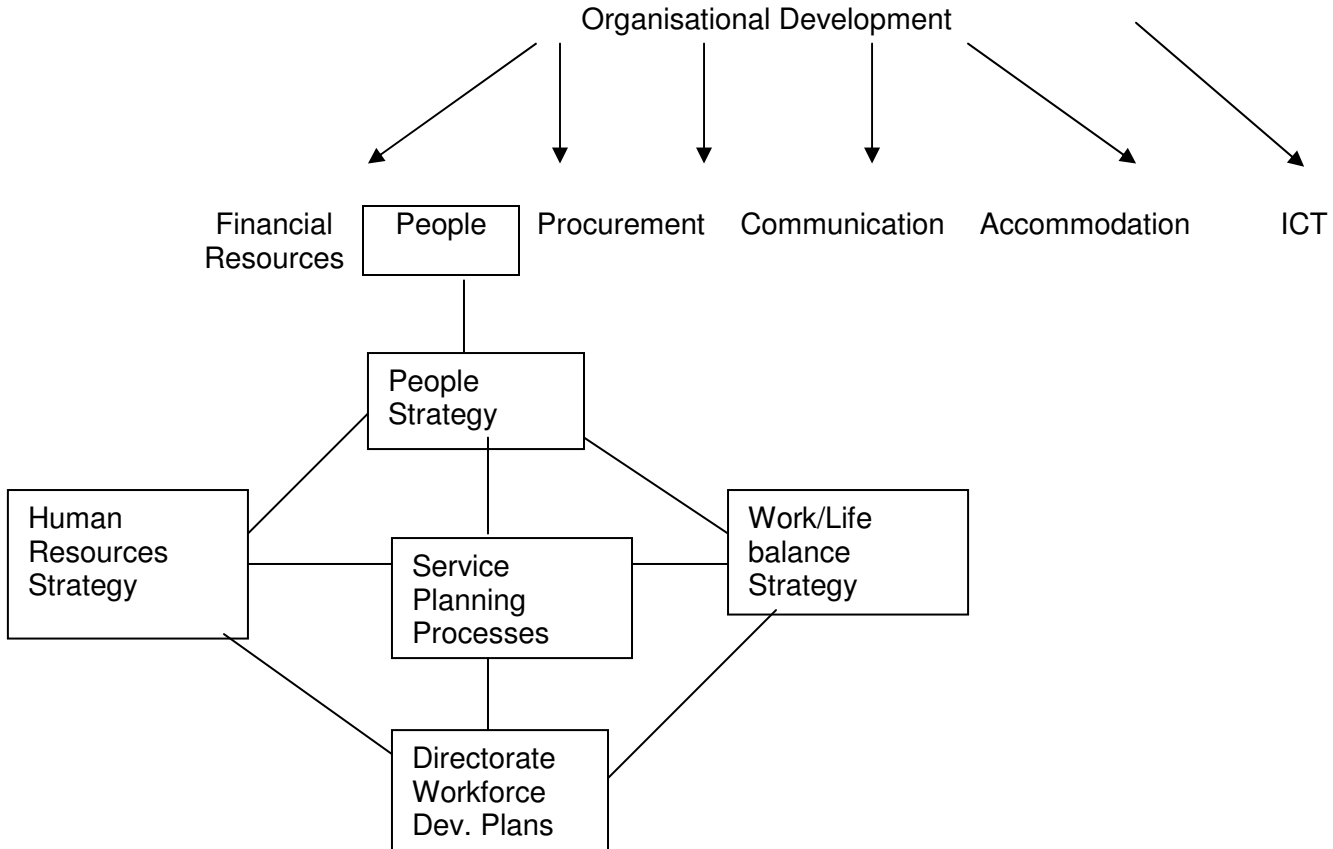 Organisational Development
Financial
Resources
People
Procurement
Communication
Accommodation
ICT
People
Strategy
Human
Resources
Strategy
Service
Planning
Processes
Work/Life
balance
Strategy
Directorate
Workforce
Dev. Plans